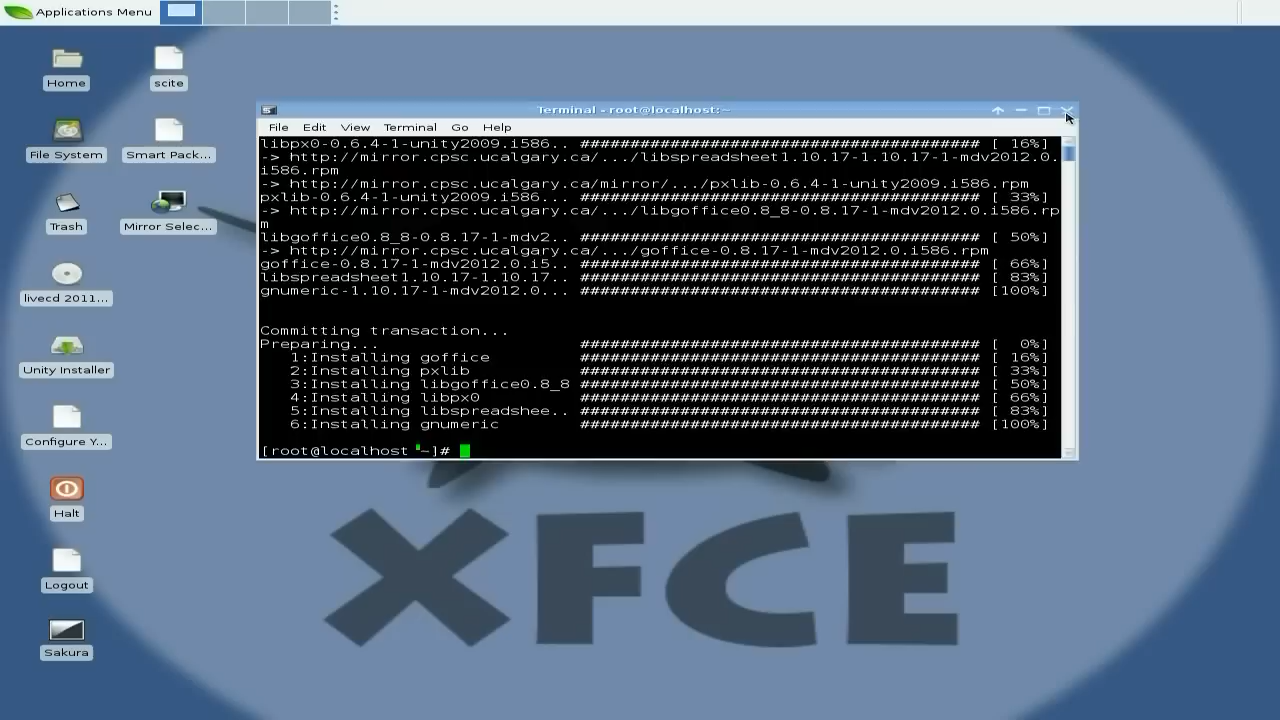 Applications Menu
Home
scite
File System
Smart Pack...
Trash
Mirror Selec...
livecd 2011...
Unity Installer
Configure Y...
Halt
Logout
Sakura
Terminal - root@localhost:~
File Edit View Terminal Go Help
libpx0-0.6.4-1-unity2009.i586.. ######################################## [ 16%]
-> http://mirror.cpsc.ucalgary.ca/.../libspreadsheet1.10.17-1.10.17-1-mdv2012.0.
i586.rpm
-> http://mirror.cpsc.ucalgary.ca/mirror/.../pxlib-0.6.4-1-unity2009.i586.rpm
pxlib-0.6.4-1-unity2009.i586... ######################################## [ 33%]
-> http://mirror.cpsc.ucalgary.ca/.../libgoffice0.8_8-0.8.17-1-mdv2012.0.i586.rp
m
libgoffice0.8_8-0.8.17-1-mdv2.. ######################################## [ 50%]
-> http://mirror.cpsc.ucalgary.ca/.../goffice-0.8.17-1-mdv2012.0.i586.rpm
goffice-0.8.17-1-mdv2012.0.i5.. ######################################## [ 66%]
libspreadsheet1.10.17-1.10.17.. ######################################## [ 83%]
gnumeric-1.10.17-1-mdv2012.0... ######################################## [100%]
Committing transaction...
Preparing... ######################################## [ 0%]
1:Installing goffice ######################################## [ 16%]
2:Installing pxlib ######################################## [ 33%]
3:Installing libgoffice0.8_8 ######################################## [ 50%]
4:Installing libpx0 ######################################## [ 66%]
5:Installing libspreadshee.. ######################################## [ 83%]
6:Installing gnumeric ######################################## [100%]
[root@localhost ~]#
XFCE